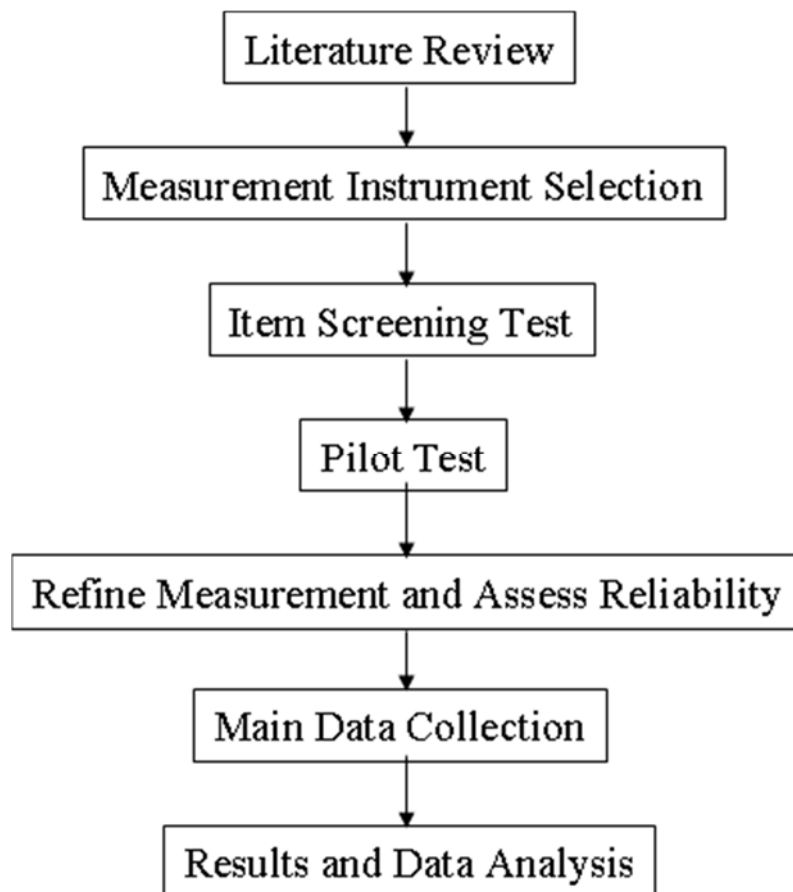 Literature Review
Measurement Instrument Selection
Item Screening Test
Pilot Test
Refine Measurement and Assess Reliability
Main Data Collection
Results and Data Analysis